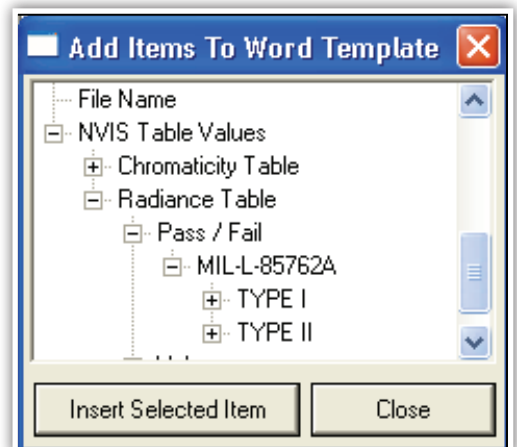 Add Items To Word Template
File Name
NVIS Table Values
Chromaticity Table
Radiance Table
Pass / Fail
MIL-L-85762A
TYPE I
TYPE II
Insert Selected Item
Close